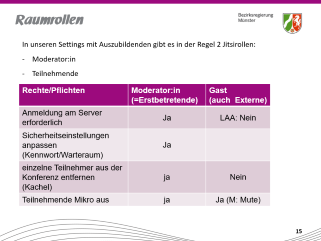 Raumrollen
Bezirksregierung
Münster
In unseren Settings mit Auszubildenden gibt es in der Regel 2 Jitsirollen:
- Moderator:in
- Teilnehmende
Rechte/Pflichten
Moderator:in
(=Erstbetretende)
Gast
(auch Externe)
Anmeldung am Server
erforderlich
Ja
LAA: Nein
Sicherheitseinstellungen
anpassen
(Kennwort/Warteraum)
Ja
einzelne Teilnehmer aus der
Konferenz entfernen
(Kachel)
ja
Nein
Teilnehmende Mikro aus
ja
Ja (M: Mute)
15